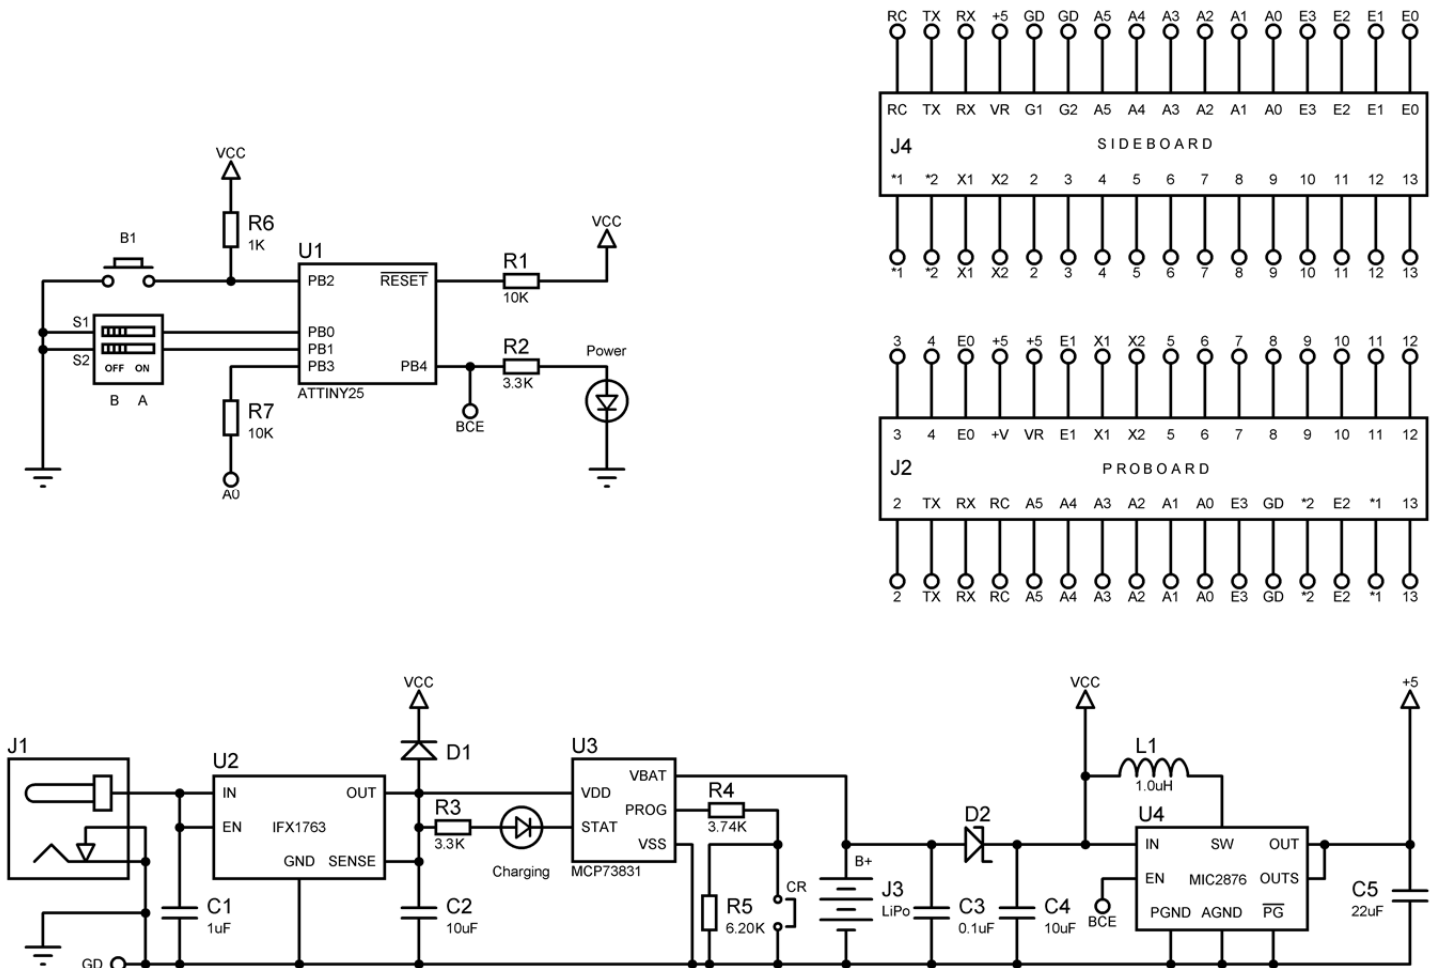 RC TX RX +5 GD GD A5 A4 A3 A2 A1 A0 E3 E2 E1 E0
RC TX RX VR G1 G2 A5 A4 A3 A2 A1 A0 E3 E2 E1 E0
J4
SIDEBOARD
*1 *2 X1 X2 2 3 4 5 6 7 8 9 10 11 12 13
*1 *2 X1 X2 2 3 4 5 6 7 8 9 10 11 12 13
VCC
R6
1K
B1
U1
PB2
RESET
R1
10K
VCC
S1
S2
OFF ON
B A
PB0
PB1
PB3
PB4
ATTINY25
R2
3.3K
Power
BCE
R7
10K
A0
3 4 E0 +5 +5 E1 X1 X2 5 6 7 8 9 10 11 12
3 4 E0 +V VR E1 X1 X2 5 6 7 8 9 10 11 12
J2
PROBOARD
2 TX RX RC A5 A4 A3 A2 A1 A0 E3 GD *2 E2 *1 13
2 TX RX RC A5 A4 A3 A2 A1 A0 E3 GD *2 E2 *1 13
J1
U2
IN
OUT
EN
IFX1763
GND SENSE
C1
1uF
GD
VCC
D1
R3
3.3K
Charging
C2
10uF
U3
VBAT
VDD
PROG
STAT
VSS
MCP73831
R4
3.74K
R5
6.20K
CR
B+
J3
LiPo
C3
0.1uF
D2
C4
10uF
VCC
L1
1.0uH
U4
IN SW OUT
EN MIC2876 OUTS
PGND AGND PG
BCE
+5
C5
22uF